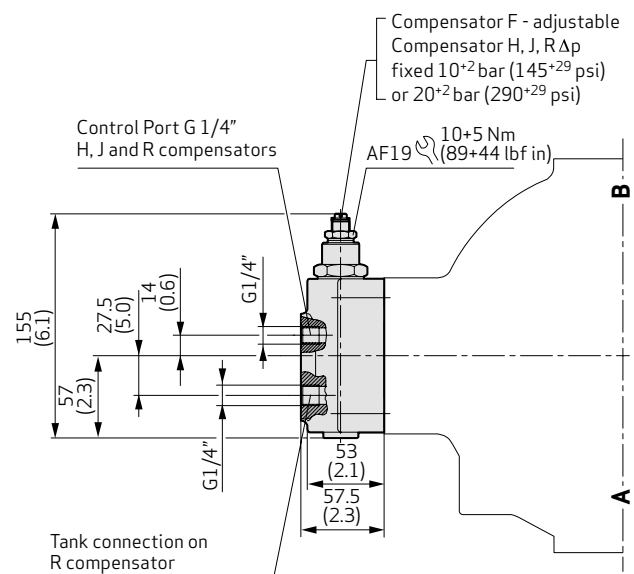 Compensator F - adjustable
Compensator H, J, R Δp
fixed 10+2 bar (145+29 psi)
or 20+2 bar (290+29 psi)
Control Port G 1/4"
H, J and R compensators
10+5 Nm
AF19 (89+44 lbf in)
B
G1/4"
14
(0.6)
27.5
(5.0)
155
(6.1)
57
(2.3)
G1/4"
53
(2.1)
57.5
(2.3)
A
Tank connection on
R compensator